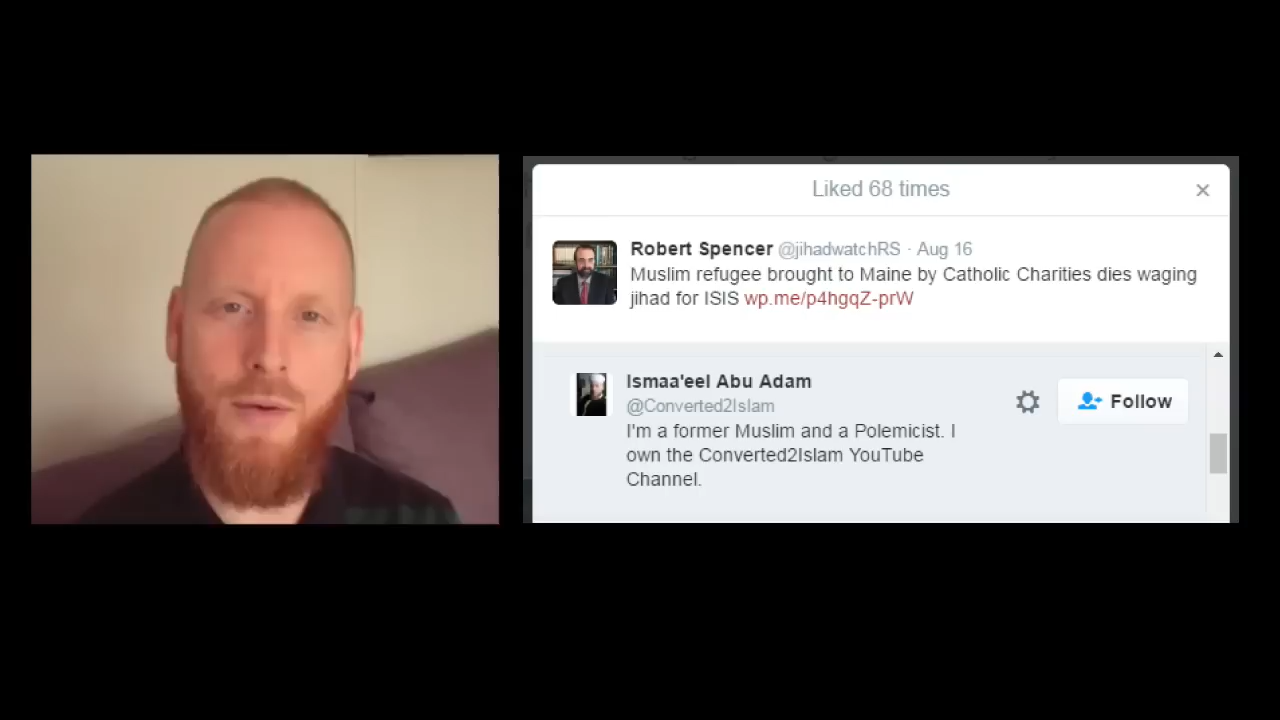 Liked 68 times
Robert Spencer @jihadwatchRS · Aug 16
Muslim refugee brought to Maine by Catholic Charities dies waging
jihad for ISIS wp.me/p4hgqZ-prW
Ismaa'eel Abu Adam
@Converted2Islam
Follow
I'm a former Muslim and a Polemicist. I
own the Converted2Islam YouTube
Channel.